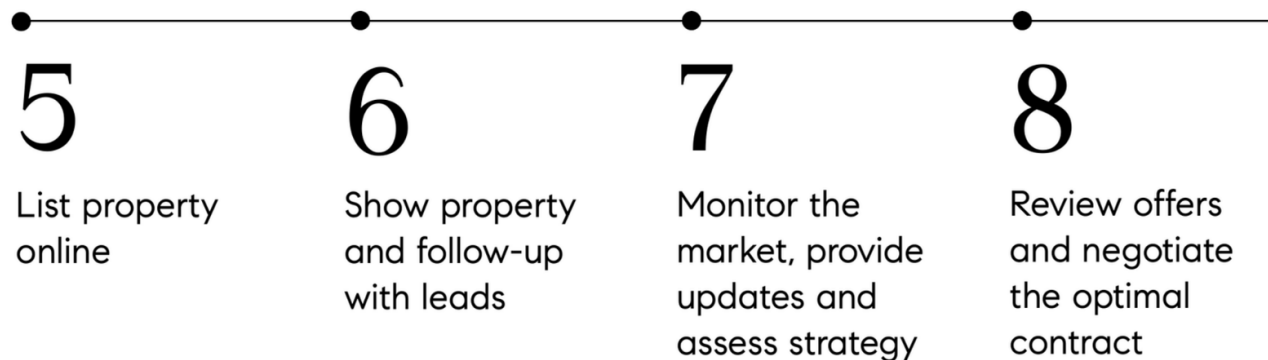 5
List property
online
6
Show property
and follow-up
with leads
7
Monitor the
market, provide
updates and
assess strategy
8
Review offers
and negotiate
the optimal
contract